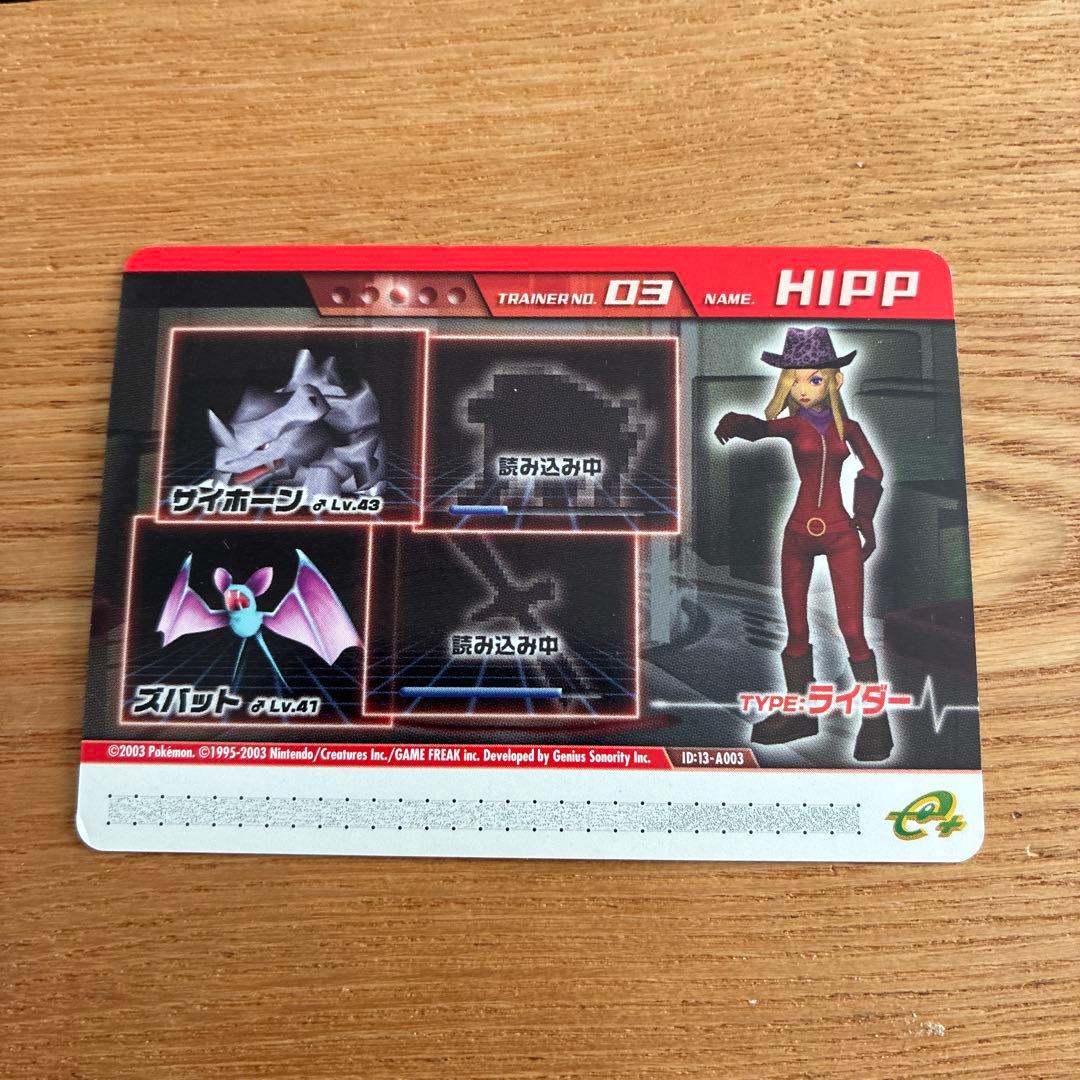 TRAINER NO. 03 NAME. HIPP
サイホーン ♂ Lv.43
読み込み中
ズバット ♂ Lv.41
読み込み中
TYPE:ライダー
©2003 Pokémon. ©1995-2003 Nintendo/Creatures Inc./GAME FREAK inc. Developed by Genius Sonority Inc. ID:13-A003
e+